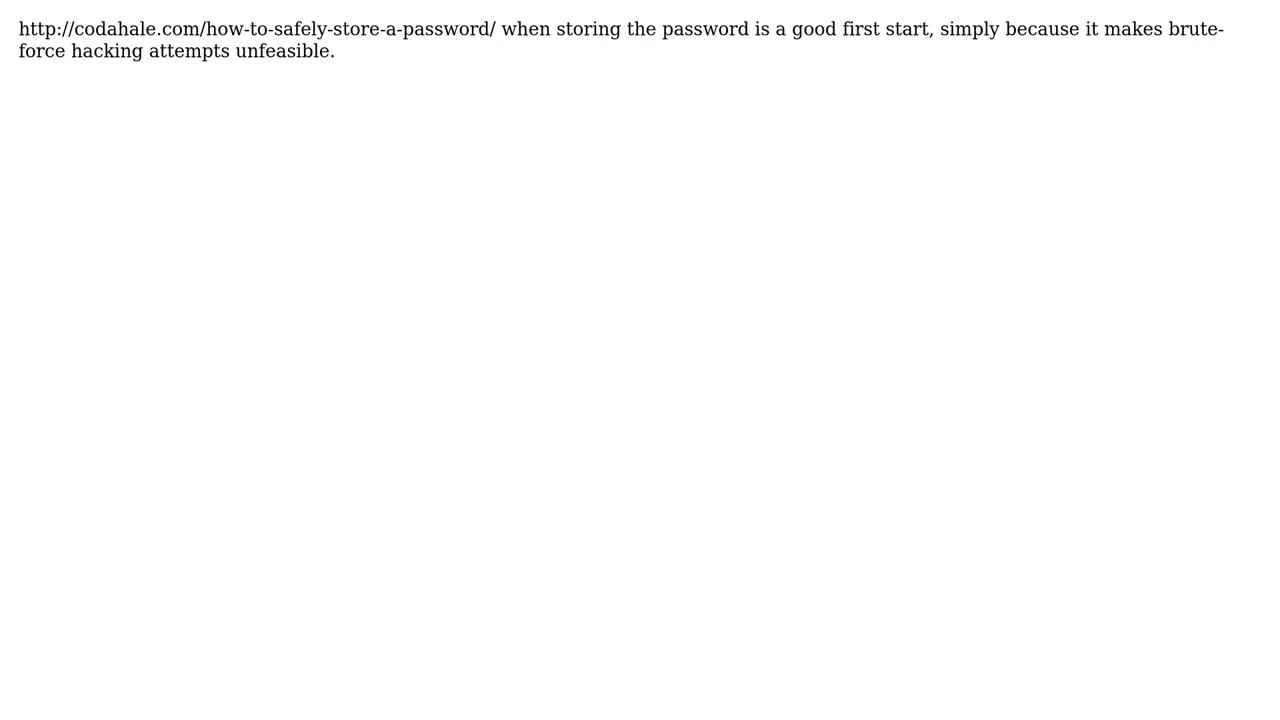 http://codahale.com/how-to-safely-store-a-password/ when storing the password is a good first start, simply because it makes brute-
force hacking attempts unfeasible.